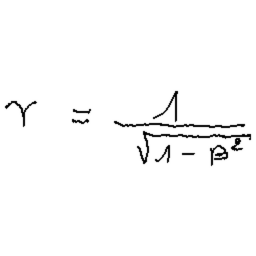 γ = 1 / √(1 - β²)